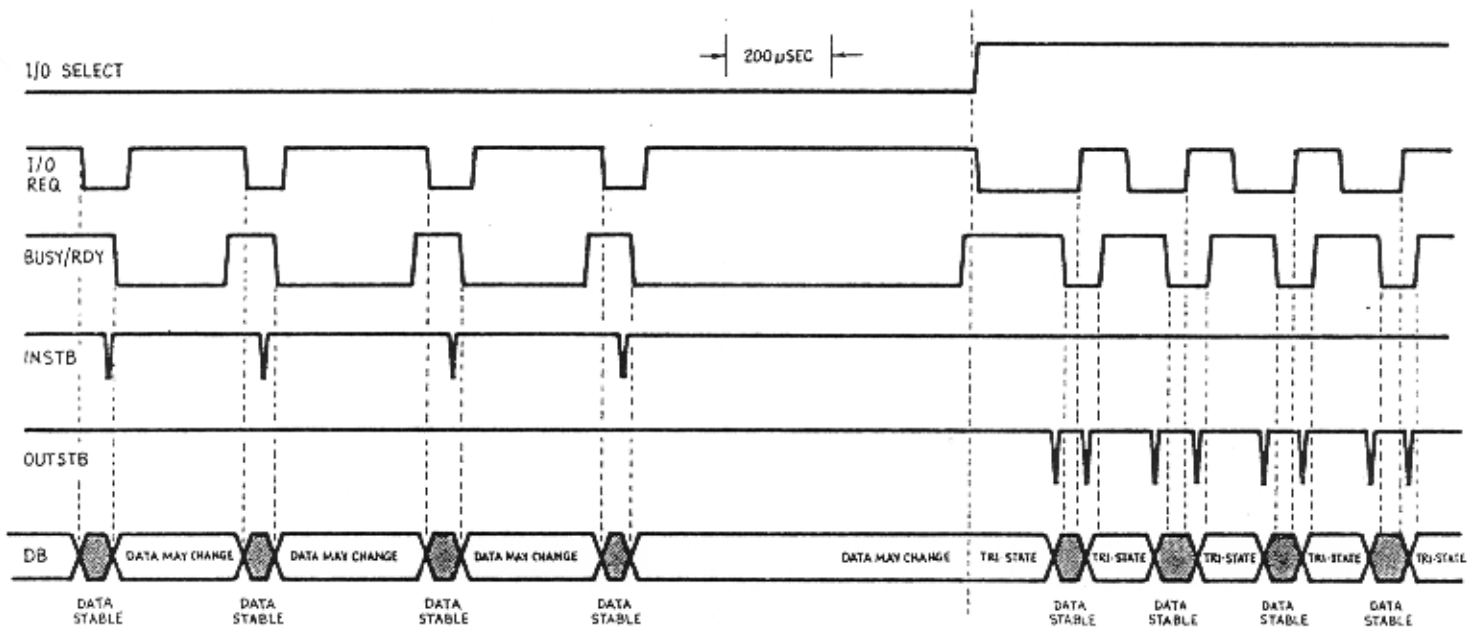 I/O SELECT
200 µSEC
I/O
REQ
BUSY/RDY
INSTB
OUTSTB
DB
DATA MAY CHANGE
DATA MAY CHANGE
DATA MAY CHANGE
DATA MAY CHANGE
TRI-STATE
TRI-STATE
TRI-STATE
TRI-STATE
TRI-STATE
DATA
STABLE
DATA
STABLE
DATA
STABLE
DATA
STABLE
DATA
STABLE
DATA
STABLE
DATA
STABLE
DATA
STABLE